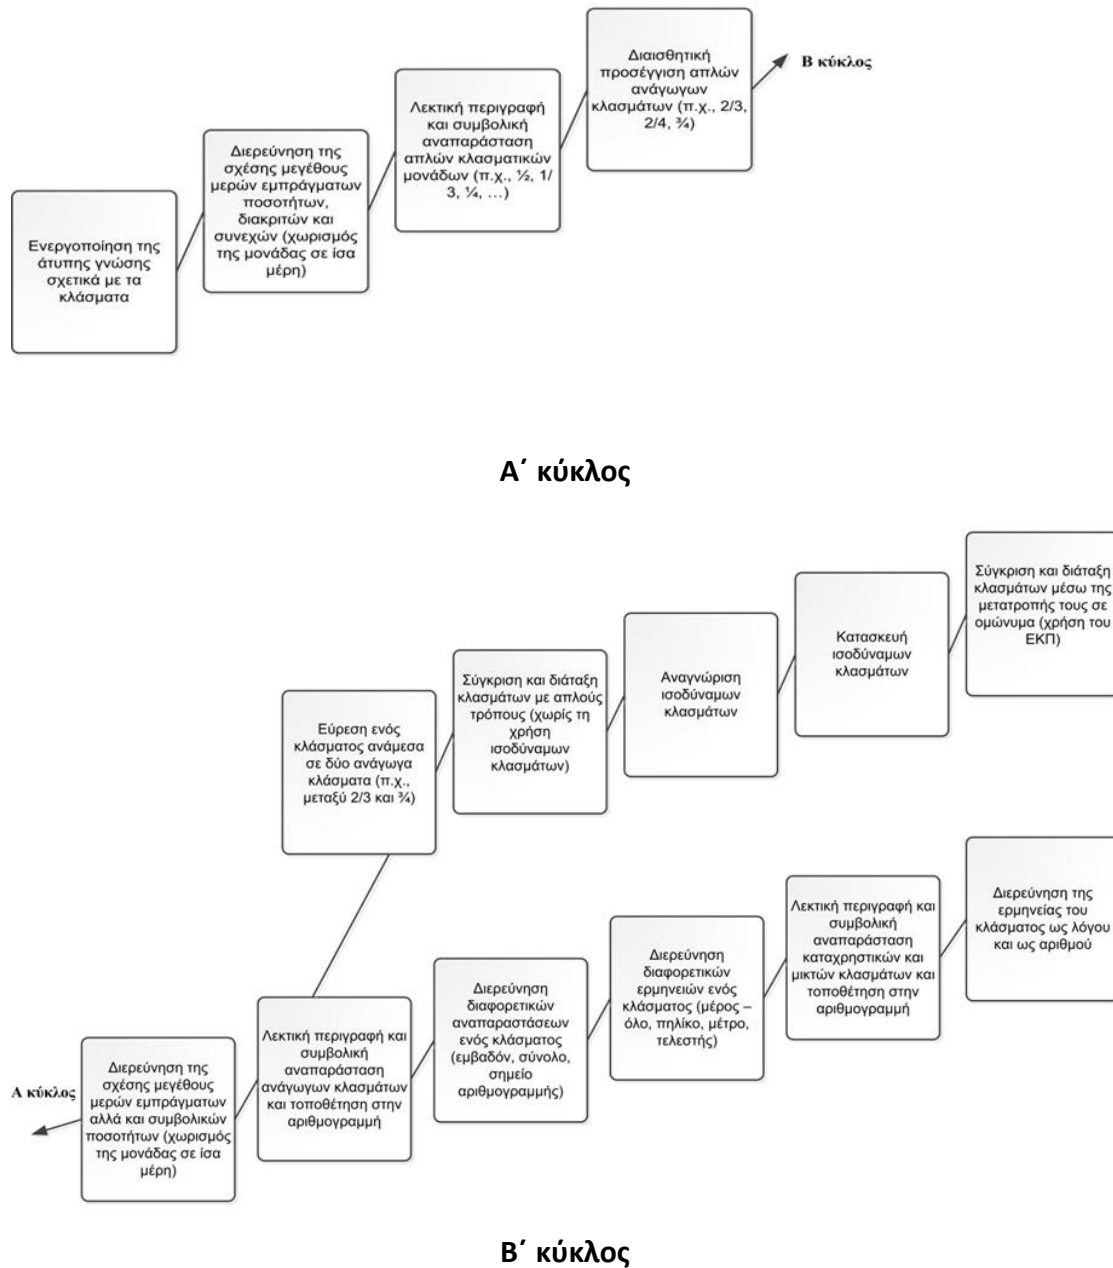 Ενεργοποίηση της
άτυπης γνώσης
σχετικά με τα
κλάσματα
Διερεύνηση της
σχέσης μεγέθους
μερών εμπράγματων
ποσοτήτων,
διακριτών και
συνεχών (χωρισμός
της μονάδας σε ίσα
μέρη)
Λεκτική περιγραφή
και συμβολική
αναπαράσταση
απλών κλασματικών
μονάδων (π.χ., ½, 1/
3, ¼, …)
Διαισθητική
προσέγγιση απλών
ανάγωγων
κλασμάτων (π.χ., 2/3,
2/4, ¾)
Β κύκλος
Α΄ κύκλος
Α κύκλος
Διερεύνηση της
σχέσης μεγέθους
μερών εμπράγματων
αλλά και συμβολικών
ποσοτήτων (χωρισμός
της μονάδας σε ίσα
μέρη)
Λεκτική περιγραφή και
συμβολική
αναπαράσταση
ανάγωγων κλασμάτων
και τοποθέτηση στην
αριθμογραμμή
Εύρεση ενός
κλάσματος ανάμεσα
σε δύο ανάγωγα
κλάσματα (π.χ.,
μεταξύ 2/3 και ¾)
Σύγκριση και διάταξη
κλασμάτων με απλούς
τρόπους (χωρίς τη
χρήση
ισοδύναμων
κλασμάτων)
Αναγνώριση
ισοδύναμων
κλασμάτων
Κατασκευή
ισοδύναμων
κλασμάτων
Σύγκριση και διάταξη
κλασμάτων μέσω της
μετατροπής τους σε
ομώνυμα (χρήση του
ΕΚΠ)
Διερεύνηση
διαφορετικών
αναπαραστάσεων
ενός κλάσματος
(εμβαδόν, σύνολο,
σημείο
αριθμογραμμής)
Διερεύνηση
διαφορετικών
ερμηνειών ενός
κλάσματος (μέρος –
όλο, πηλίκο, μέτρο,
τελεστής)
Λεκτική περιγραφή και
συμβολική
αναπαράσταση
καταχρηστικών και
μικτών κλασμάτων και
τοποθέτηση στην
αριθμογραμμή
Διερεύνηση της
ερμηνείας του
κλάσματος ως λόγου
και ως αριθμού
Β΄ κύκλος